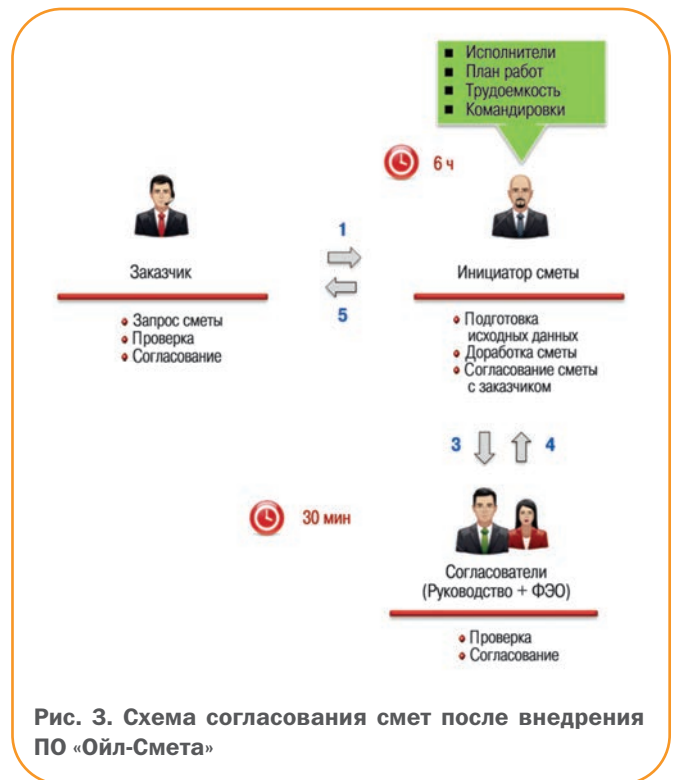 ■ Исполнители
■ План работ
■ Трудоемкость
■ Командировки
6 ч
1
Заказчик
Инициатор сметы
5
• Запрос сметы
• Проверка
• Согласование
• Подготовка
исходных данных
• Доработка сметы
• Согласование сметы
с заказчиком
3
4
30 мин
Согласователи
(Руководство + ФЭО)
• Проверка
• Согласование
Рис. 3. Схема согласования смет после внедрения
ПО «Ойл-Смета»